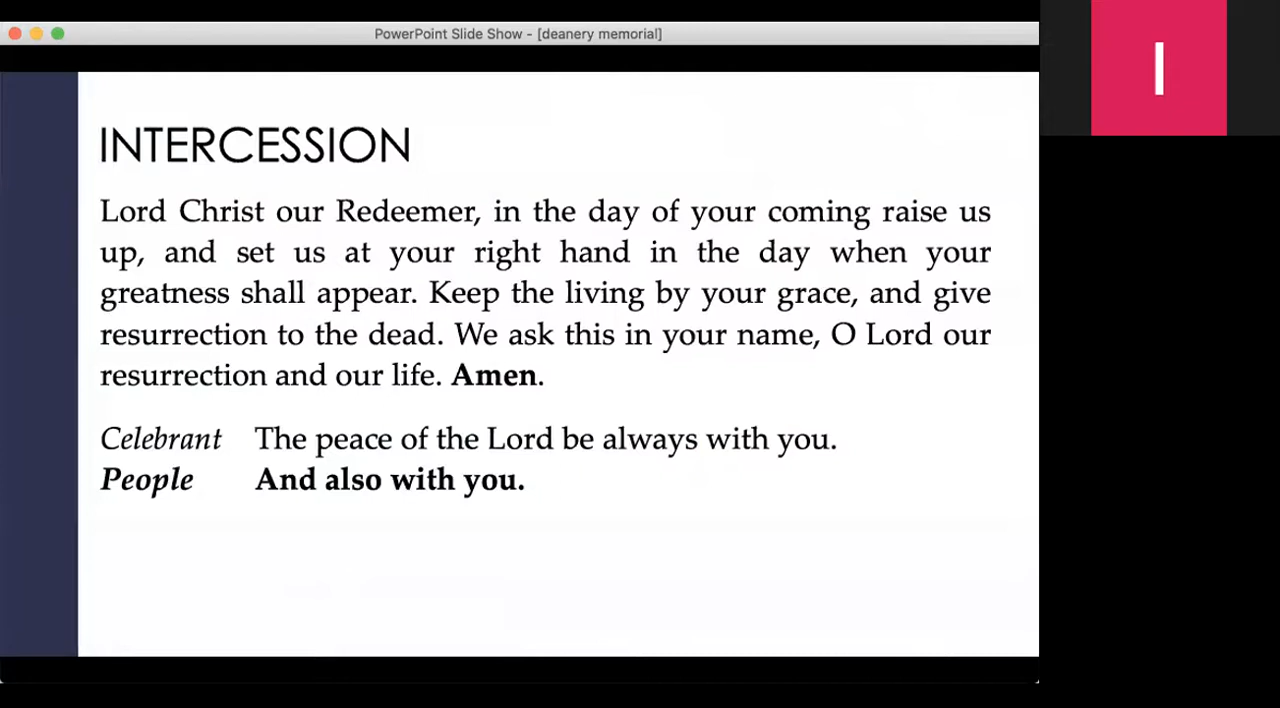 PowerPoint Slide Show - [deanery memorial]
I
INTERCESSION
Lord Christ our Redeemer, in the day of your coming raise us
up, and set us at your right hand in the day when your
greatness shall appear. Keep the living by your grace, and give
resurrection to the dead. We ask this in your name, O Lord our
resurrection and our life. Amen.
Celebrant The peace of the Lord be always with you.
People And also with you.